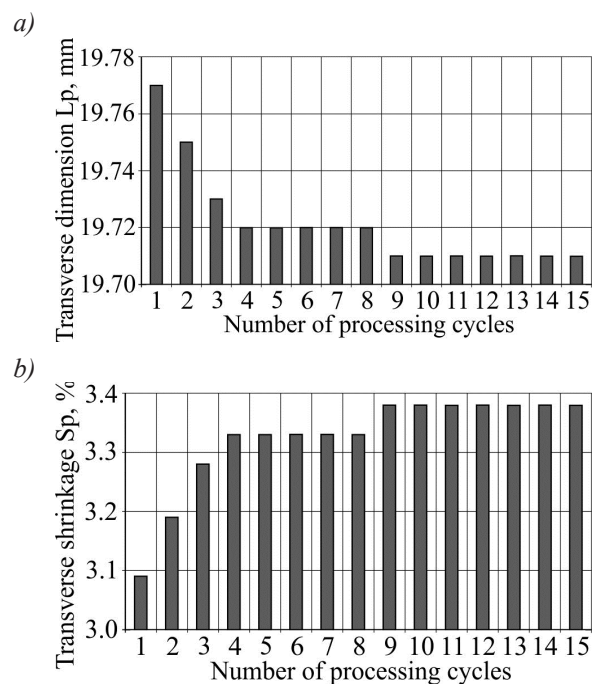 a)
Transverse dimension Lp, mm
19.78
19.76
19.74
19.72
19.70
1 2 3 4 5 6 7 8 9 10 11 12 13 14 15
Number of processing cycles
b)
Transverse shrinkage Sp, %
3.4
3.3
3.2
3.1
3.0
1 2 3 4 5 6 7 8 9 10 11 12 13 14 15
Number of processing cycles